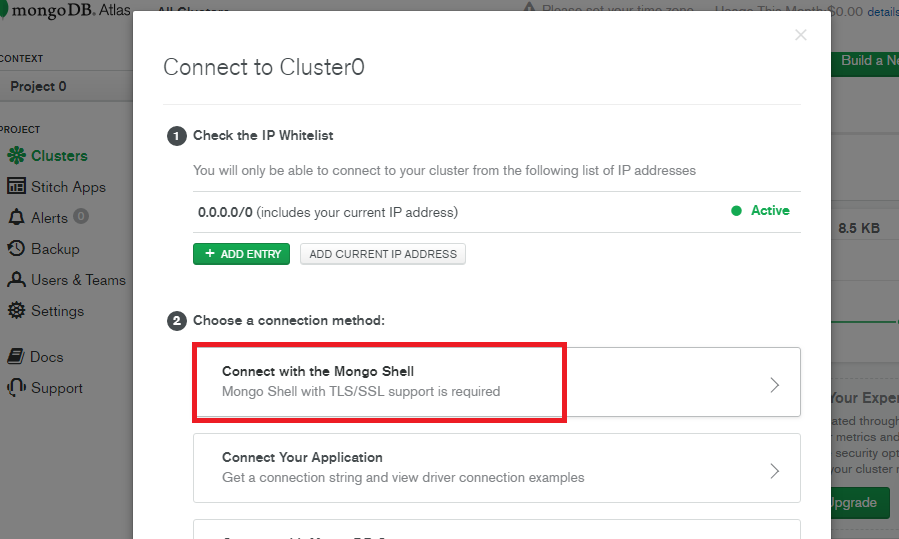 mongoDB. Atlas
All Clusters
Please set your time zone
Usage This Month $0.00 details
CONTEXT
Project 0
PROJECT
Clusters
Stitch Apps
Alerts 0
Backup
Users & Teams
Settings
Docs
Support
Connect to Cluster0
1 Check the IP Whitelist
You will only be able to connect to your cluster from the following list of IP addresses
0.0.0.0/0 (includes your current IP address)
Active
+ ADD ENTRY
ADD CURRENT IP ADDRESS
2 Choose a connection method:
Connect with the Mongo Shell
Mongo Shell with TLS/SSL support is required
Connect Your Application
Get a connection string and view driver connection examples
Build a Ne
8.5 KB
Your Exper
ated through
metrics and
security opt
your cluster
Upgrade